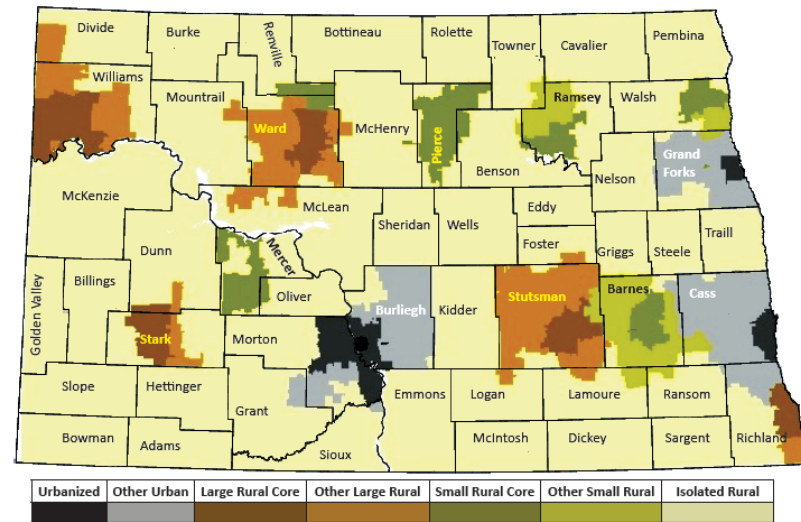 Divide
Burke
Renville
Bottineau
Rolette
Towner
Cavalier
Pembina
Williams
Mountrail
Ward
McHenry
Pierce
Ramsey
Walsh
Benson
Grand
Forks
Nelson
McKenzie
McLean
Sheridan
Wells
Eddy
Foster
Griggs
Steele
Traill
Dunn
Mercer
Oliver
Golden Valley
Billings
Burliegh
Kidder
Stutsman
Barnes
Cass
Stark
Morton
Slope
Hettinger
Grant
Emmons
Logan
Lamoure
Ransom
Bowman
Adams
Sioux
McIntosh
Dickey
Sargent
Richland
Urbanized Other Urban Large Rural Core Other Large Rural Small Rural Core Other Small Rural Isolated Rural